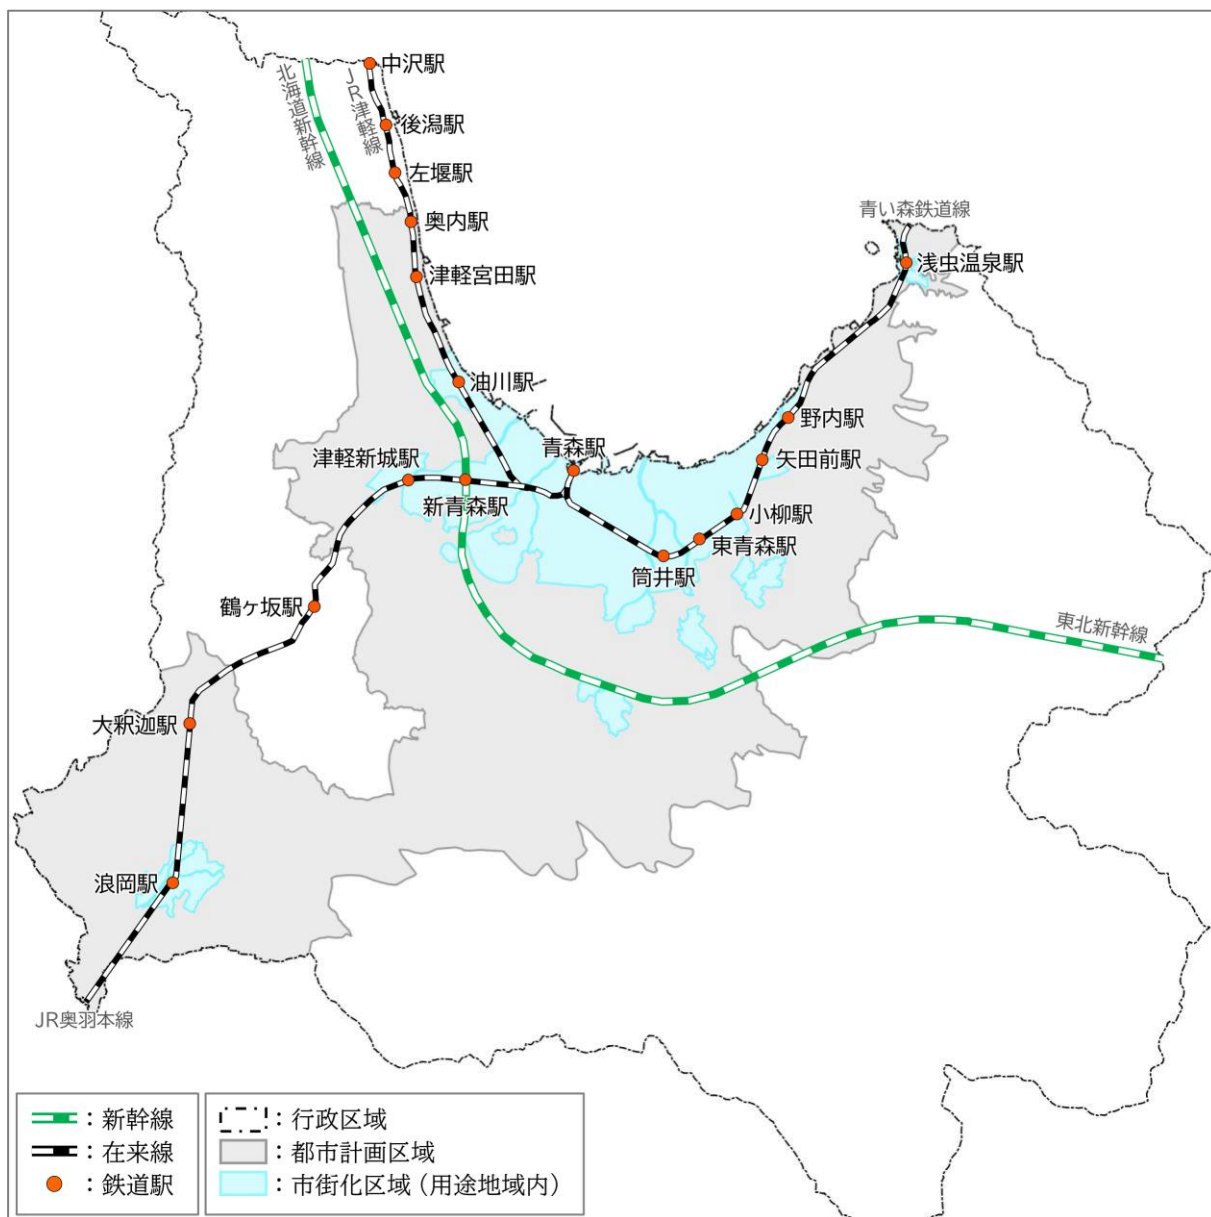 中沢駅
北海道新幹線
JR津軽線
後潟駅
左堰駅
奥内駅
青い森鉄道線
浅虫温泉駅
津軽宮田駅
油川駅
野内駅
青森駅
津軽新城駅
矢田前駅
新青森駅
小柳駅
東青森駅
筒井駅
鶴ヶ坂駅
東北新幹線
大釈迦駅
浪岡駅
JR奥羽本線
：新幹線
：在来線
：鉄道駅
：行政区域
：都市計画区域
：市街化区域（用途地域内）